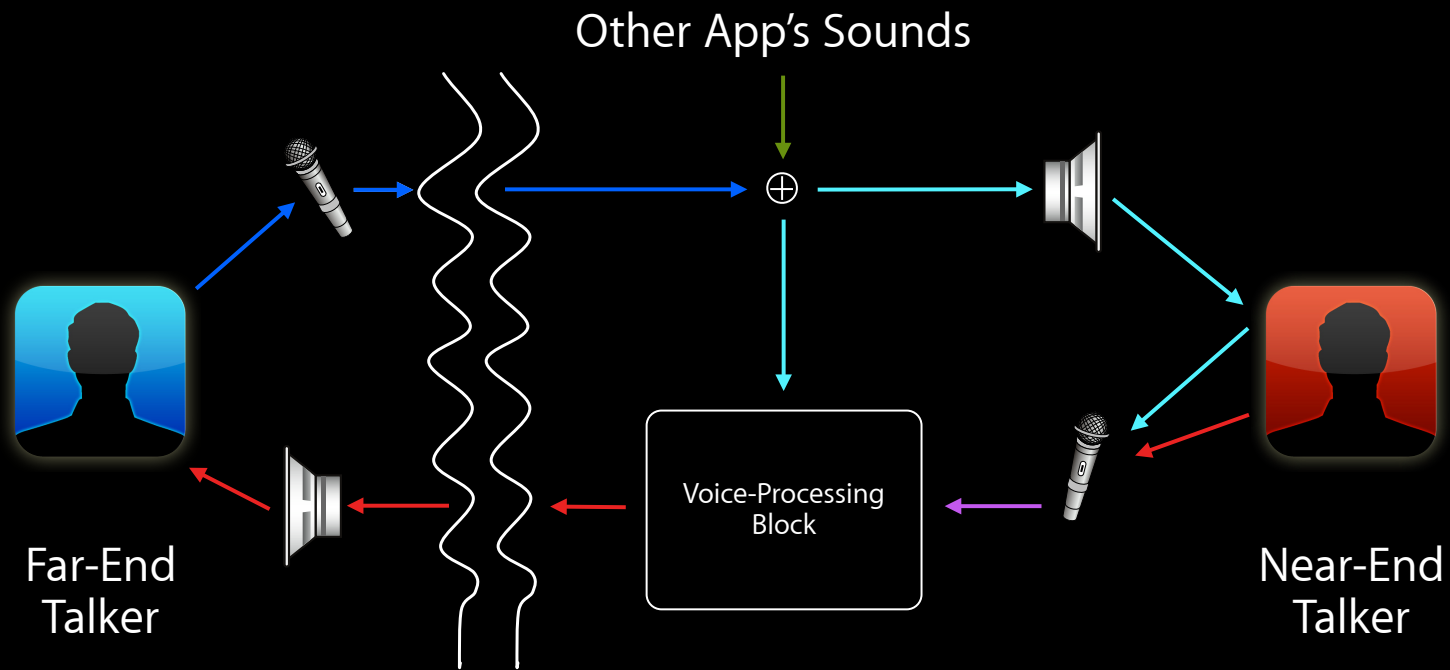 Other App's Sounds
Voice-Processing
Block
Far-End
Talker
Near-End
Talker